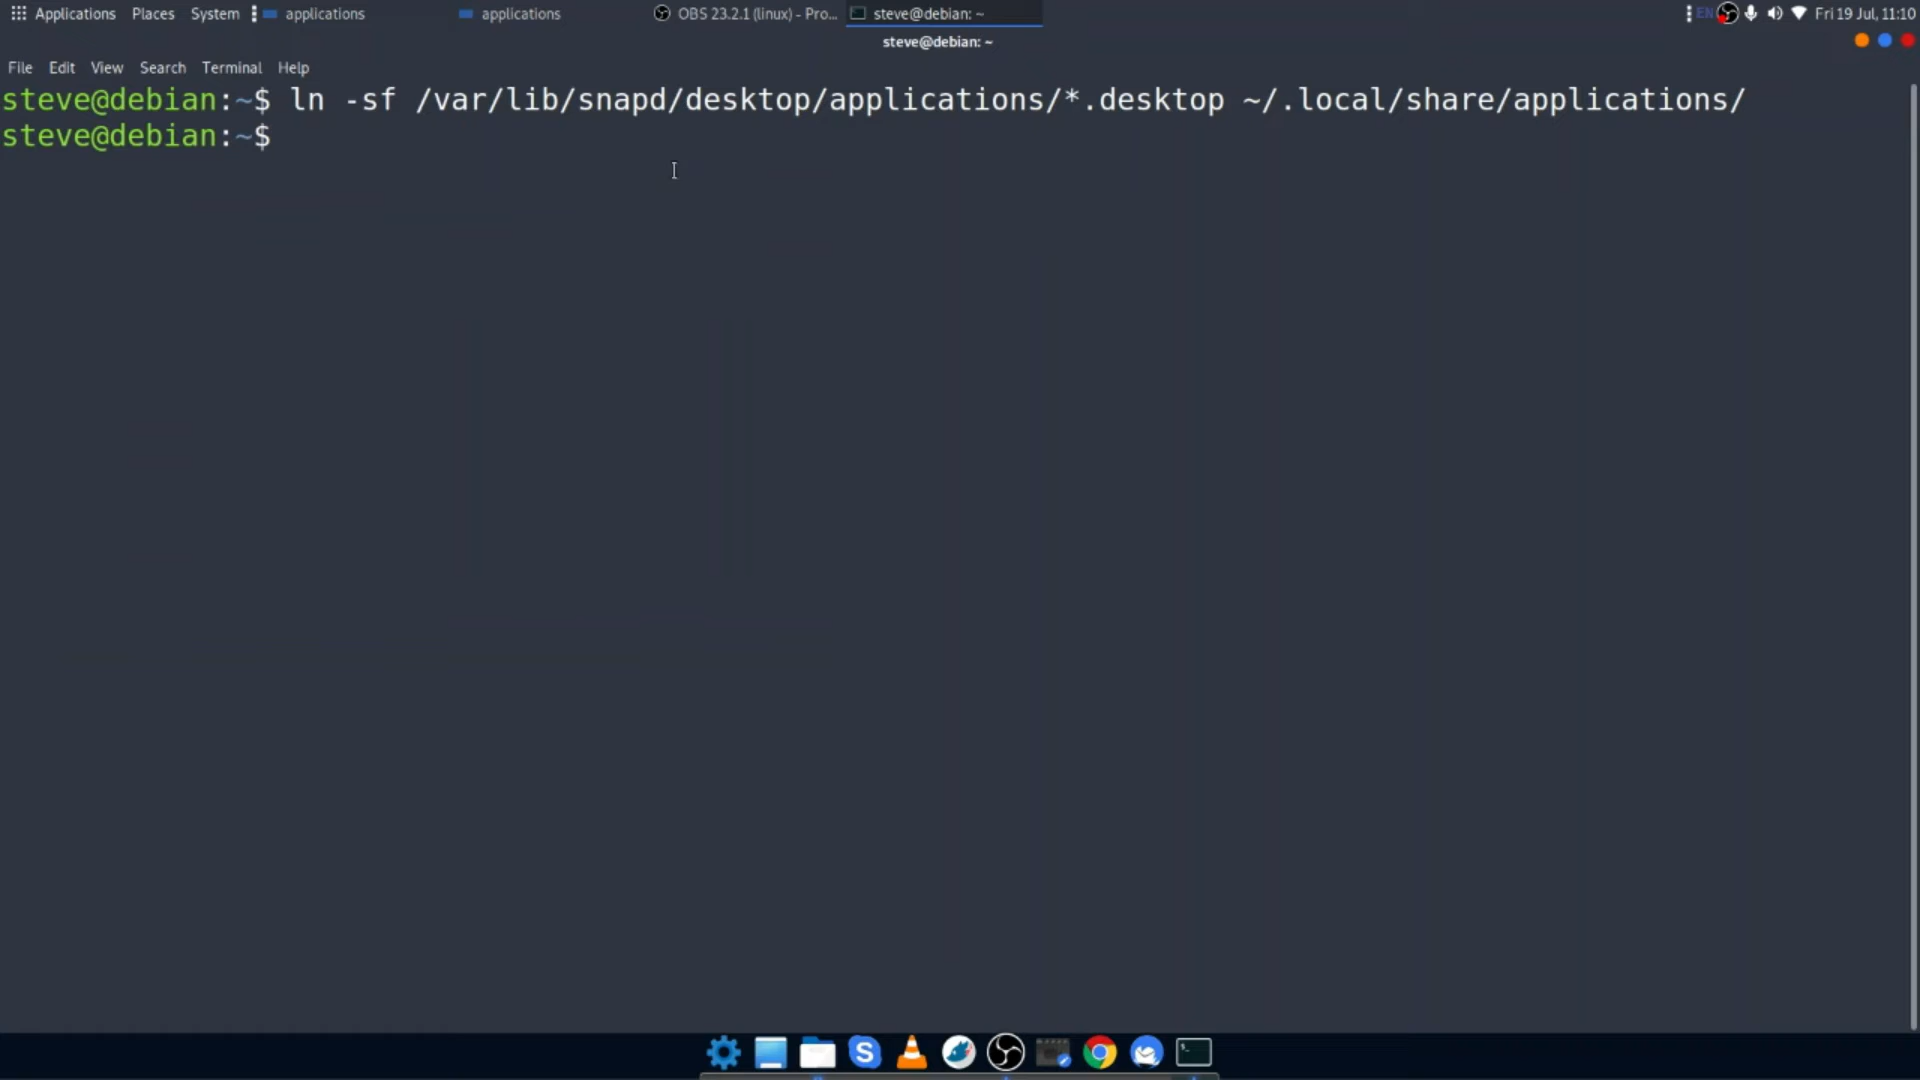 Applications Places System applications applications OBS 23.2.1 (linux) - Pro... steve@debian: ~ EN Fri 19 Jul, 11:10
steve@debian: ~
File Edit View Search Terminal Help
steve@debian:~$ ln -sf /var/lib/snapd/desktop/applications/*.desktop ~/.local/share/applications/
steve@debian:~$